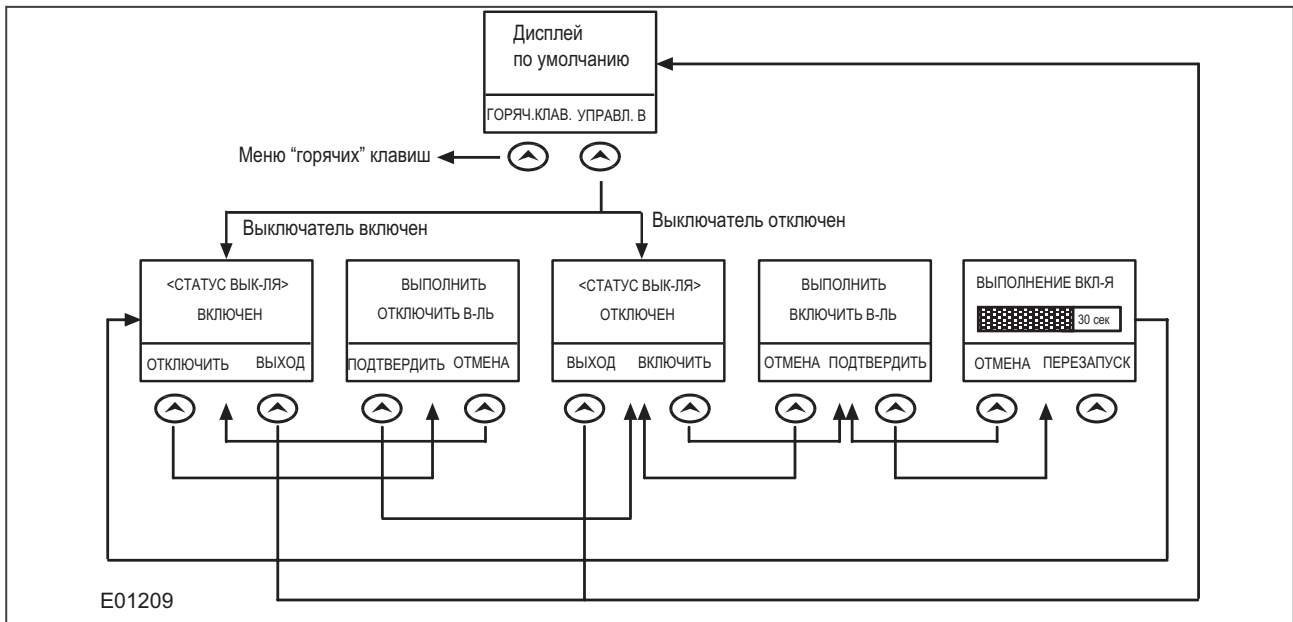 Дисплей
по умолчанию
ГОРЯЧ.КЛАВ. УПРАВЛ. В
Меню “горячих” клавиш
Выключатель включен
Выключатель отключен
<СТАТУС ВЫК-ЛЯ>
ВКЛЮЧЕН
ОТКЛЮЧИТЬ ВЫХОД
ВЫПОЛНИТЬ
ОТКЛЮЧИТЬ В-ЛЬ
ПОДТВЕРДИТЬ ОТМЕНА
<СТАТУС ВЫК-ЛЯ>
ОТКЛЮЧЕН
ВЫХОД ВКЛЮЧИТЬ
ВЫПОЛНИТЬ
ВКЛЮЧИТЬ В-ЛЬ
ОТМЕНА ПОДТВЕРДИТЬ
ВЫПОЛНЕНИЕ ВКЛ-Я
30 сек
ОТМЕНА ПЕРЕЗАПУСК
E01209